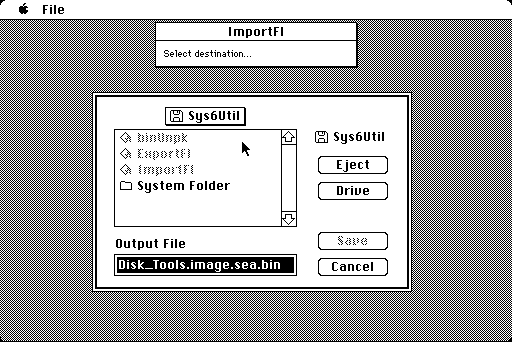 File
ImportFl
Select destination...
Sys6Util
binUnpk
ExportFl
ImportFl
System Folder
Sys6Util
Eject
Drive
Output File
Save
Disk_Tools.image.sea.bin
Cancel